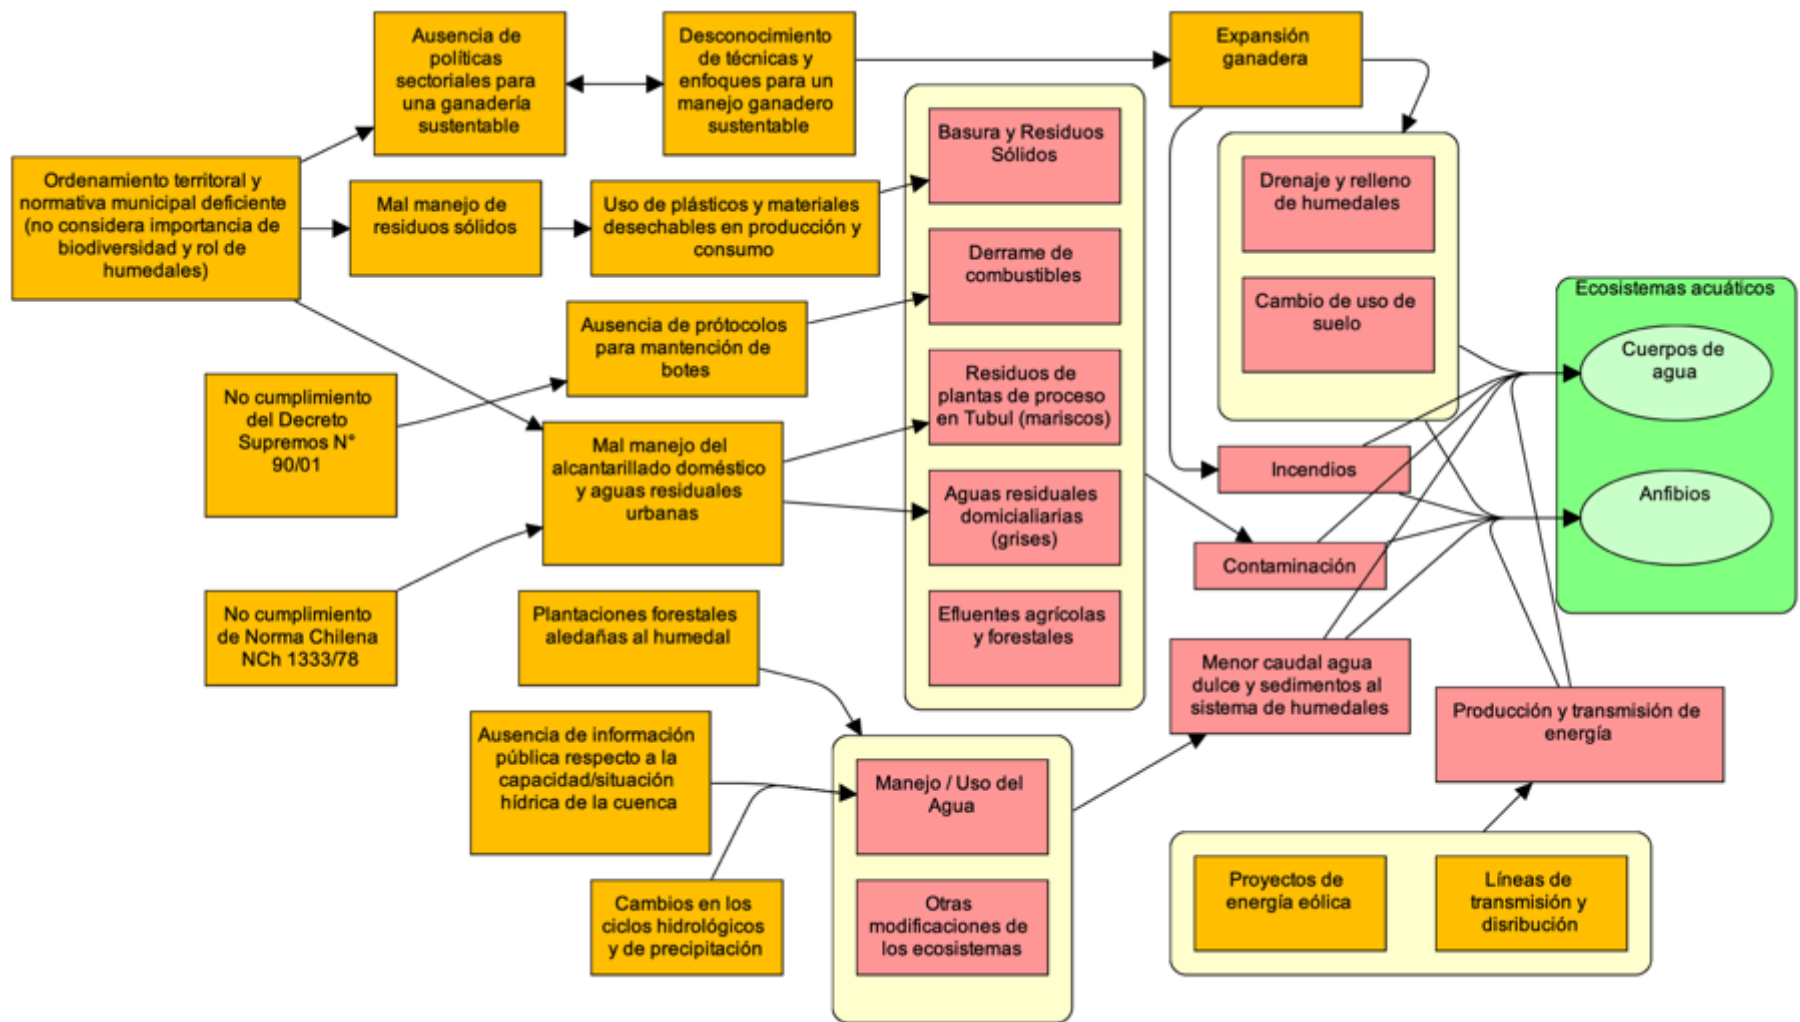 Ausencia de
políticas
sectoriales para
una ganadería
sustentable
Desconocimiento
de técnicas y
enfoques para un
manejo ganadero
sustentable
Expansión
ganadera
Ordenamiento territoral y
normativa municipal deficiente
(no considera importancia de
biodiversidad y rol de
humedales)
Mal manejo de
residuos sólidos
Uso de plásticos y materiales
desechables en producción y
consumo
Basura y Residuos
Sólidos
Drenaje y relleno
de humedales
Derrame de
combustibles
Cambio de uso de
suelo
Ausencia de prótocolos
para mantención de
botes
No cumplimiento
del Decreto
Supremos N°
90/01
Residuos de
plantas de proceso
en Tubul (mariscos)
Mal manejo del
alcantarillado doméstico
y aguas residuales
urbanas
Aguas residuales
domicialiarias
(grises)
Incendios
Contaminación
Ecosistemas acuáticos
Cuerpos de
agua
Anfibios
No cumplimiento
de Norma Chilena
NCh 1333/78
Plantaciones forestales
aledañas al humedal
Efluentes agrícolas
y forestales
Menor caudal agua
dulce y sedimentos al
sistema de humedales
Producción y transmisión de
energía
Ausencia de información
pública respecto a la
capacidad/situación
hídrica de la cuenca
Manejo / Uso del
Agua
Cambios en los
ciclos hidrológicos
y de precipitación
Otras
modificaciones de
los ecosistemas
Proyectos de
energía eólica
Líneas de
transmisión y
disribución